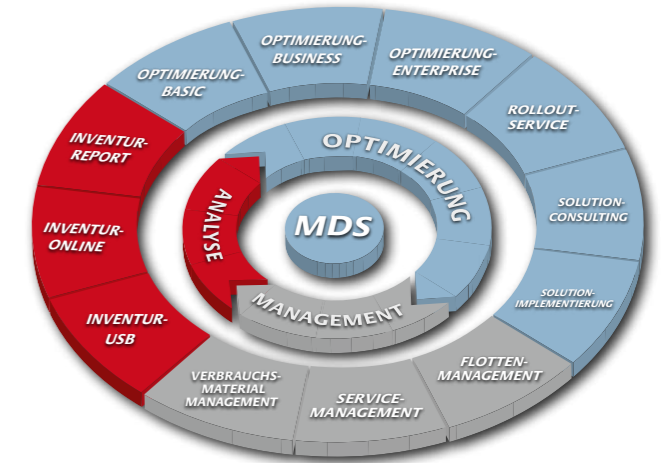 OPTIMIERUNG-
BASIC
OPTIMIERUNG-
BUSINESS
OPTIMIERUNG-
ENTERPRISE
ROLLOUT-
SERVICE
SOLUTION-
CONSULTING
SOLUTION-
IMPLEMENTIERUNG
FLOTTEN-
MANAGEMENT
SERVICE-
MANAGEMENT
VERBRAUCHS-
MATERIAL
MANAGEMENT
INVENTUR-
USB
INVENTUR-
ONLINE
INVENTUR-
REPORT
OPTIMIERUNG
MANAGEMENT
ANALYSE
MDS